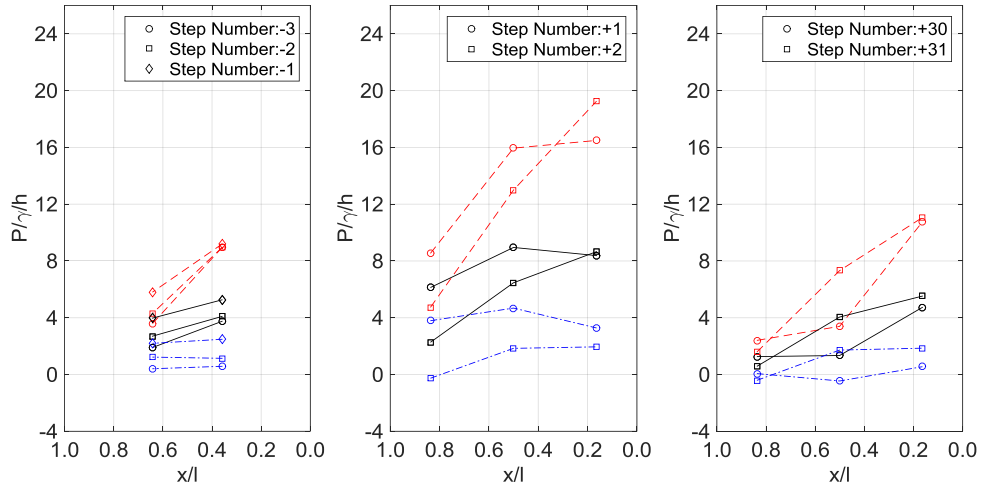 24
20
16
12
8
4
0
-4
P/γ/h
1.0 0.8 0.6 0.4 0.2 0.0
x/l
Step Number:-3
Step Number:-2
Step Number:-1
24
20
16
12
8
4
0
-4
P/γ/h
1.0 0.8 0.6 0.4 0.2 0.0
x/l
Step Number:+1
Step Number:+2
24
20
16
12
8
4
0
-4
P/γ/h
1.0 0.8 0.6 0.4 0.2 0.0
x/l
Step Number:+30
Step Number:+31